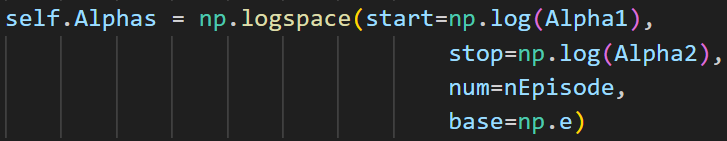 self.Alphas = np.logspace(start=np.log(Alpha1),
stop=np.log(Alpha2),
num=nEpisode,
base=np.e)